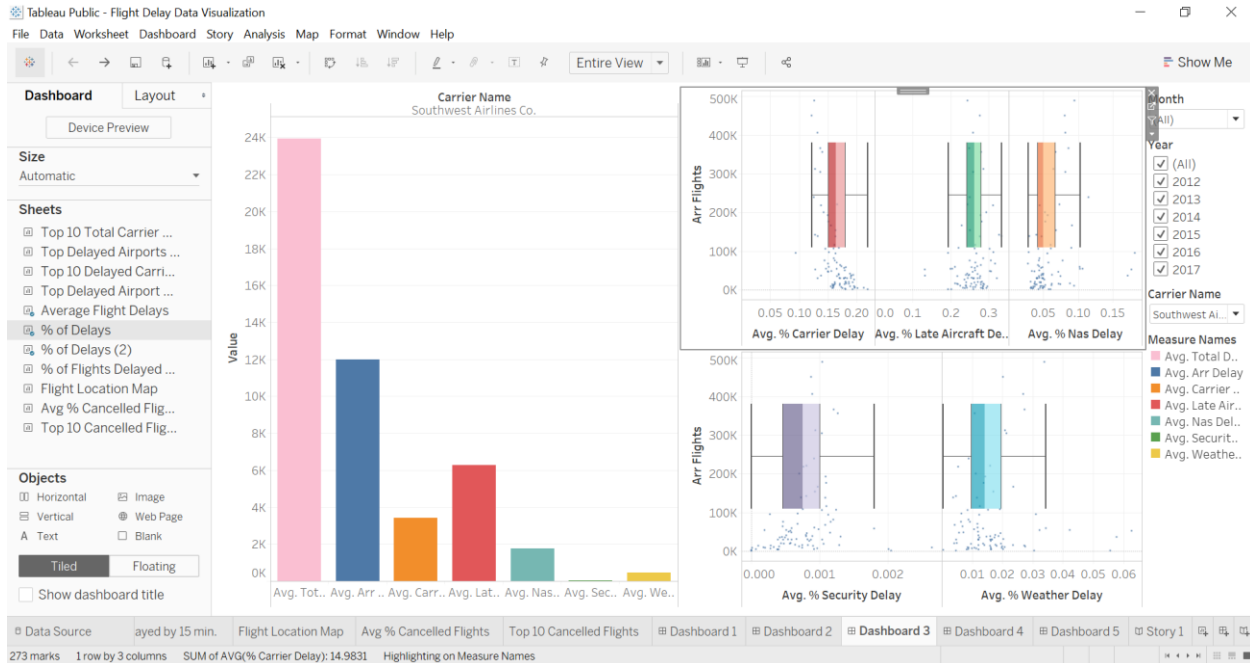 Tableau Public - Flight Delay Data Visualization
File Data Worksheet Dashboard Story Analysis Map Format Window Help
Entire View
Show Me
Dashboard
Layout
Device Preview
Size
Automatic
Sheets
Top 10 Total Carrier ...
Top Delayed Airports ...
Top 10 Delayed Carri...
Top Delayed Airport ...
Average Flight Delays
% of Delays
% of Delays (2)
% of Flights Delayed ...
Flight Location Map
Avg % Cancelled Flig...
Top 10 Cancelled Flig...
Objects
Horizontal Image
Vertical Web Page
A Text Blank
Tiled Floating
Show dashboard title
Carrier Name
Southwest Airlines Co.
Value
24K
22K
20K
18K
16K
14K
12K
10K
8K
6K
4K
2K
0K
Avg. Tot.. Avg. Arr .. Avg. Carr.. Avg. Lat.. Avg. Nas.. Avg. Sec.. Avg. We..
Arr Flights
500K
400K
300K
200K
100K
0K
0.05 0.10 0.15 0.20 0.0 0.1 0.2 0.3 0.05 0.10 0.15
Avg. % Carrier Delay Avg. % Late Aircraft De.. Avg. % Nas Delay
Arr Flights
500K
400K
300K
200K
100K
0K
0.000 0.001 0.002 0.01 0.02 0.03 0.04 0.05 0.06
Avg. % Security Delay Avg. % Weather Delay
Month
(All)
Year
(All)
2012
2013
2014
2015
2016
2017
Carrier Name
Southwest Ai...
Measure Names
Avg. Total D..
Avg. Arr Delay
Avg. Carrier ..
Avg. Late Air..
Avg. Nas Del..
Avg. Securit..
Avg. Weathe..
Data Source ayed by 15 min. Flight Location Map Avg % Cancelled Flights Top 10 Cancelled Flights Dashboard 1 Dashboard 2 Dashboard 3 Dashboard 4 Dashboard 5 Story 1
273 marks 1 row by 3 columns SUM of AVG(% Carrier Delay): 14.9831 Highlighting on Measure Names